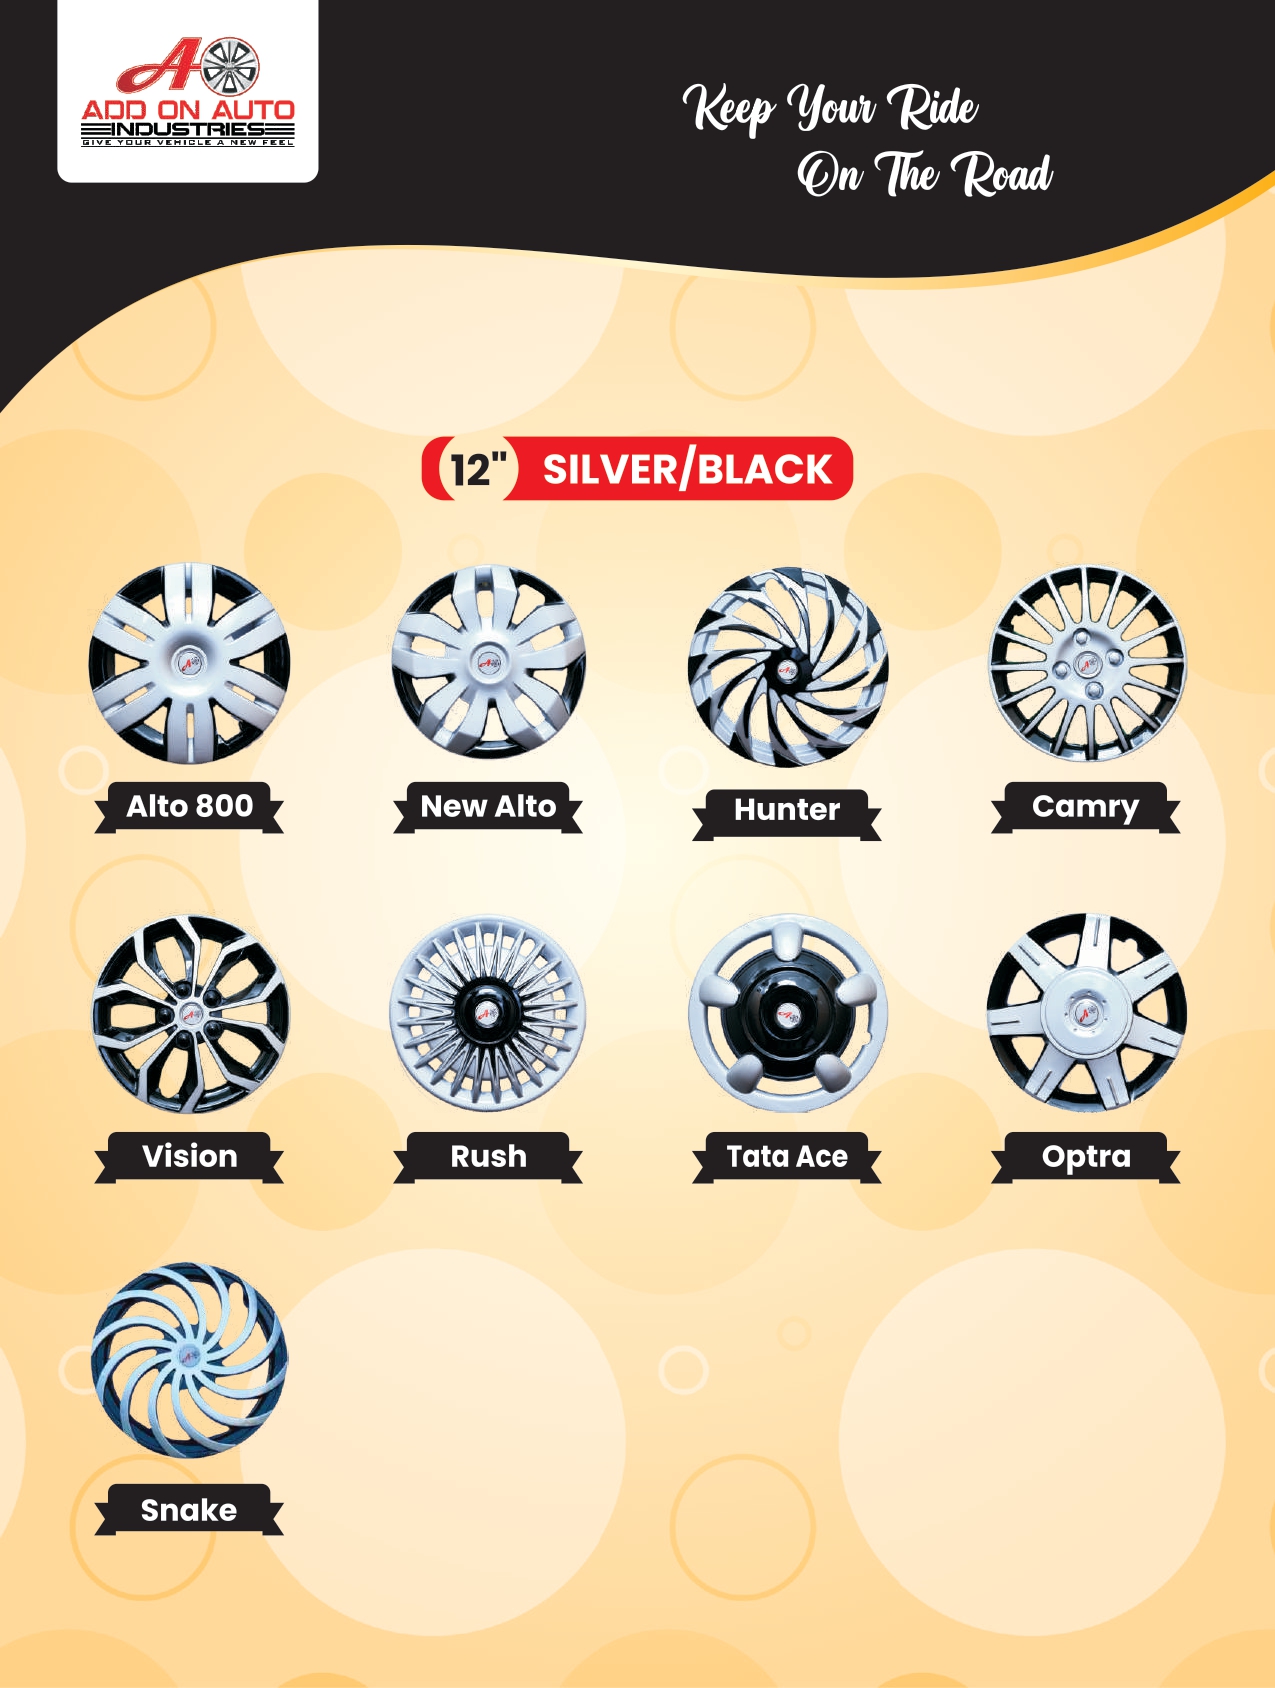 ADD ON AUTO
INDUSTRIES
GIVE YOUR VEHICLE A NEW FEEL
Keep Your Ride
On The Road
12" SILVER/BLACK
Alto 800
New Alto
Hunter
Camry
Vision
Rush
Tata Ace
Optra
Snake